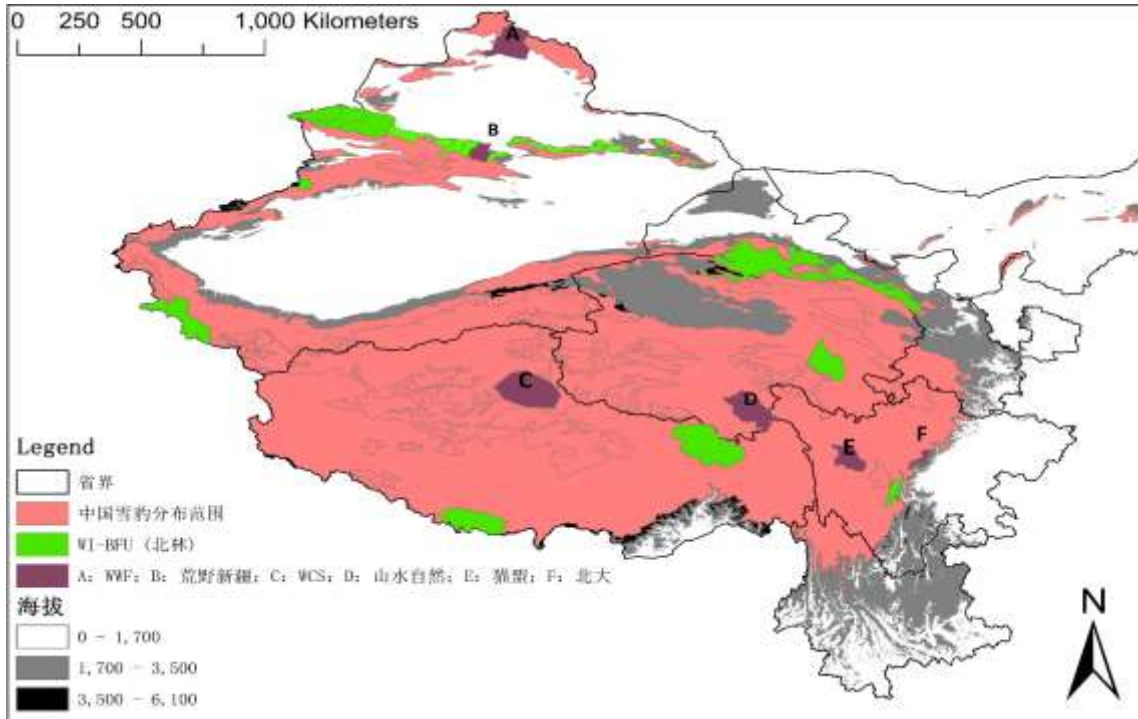 0 250 500 1,000 Kilometers
A
B
C
D
E
F
Legend
省界
中国雪豹分布范围
WI-BFU (北林)
A: WWF; B: 荒野新疆; C: WCS; D: 山水自然; E: 猫盟; F: 北大
海拔
0 - 1,700
1,700 - 3,500
3,500 - 6,100
N